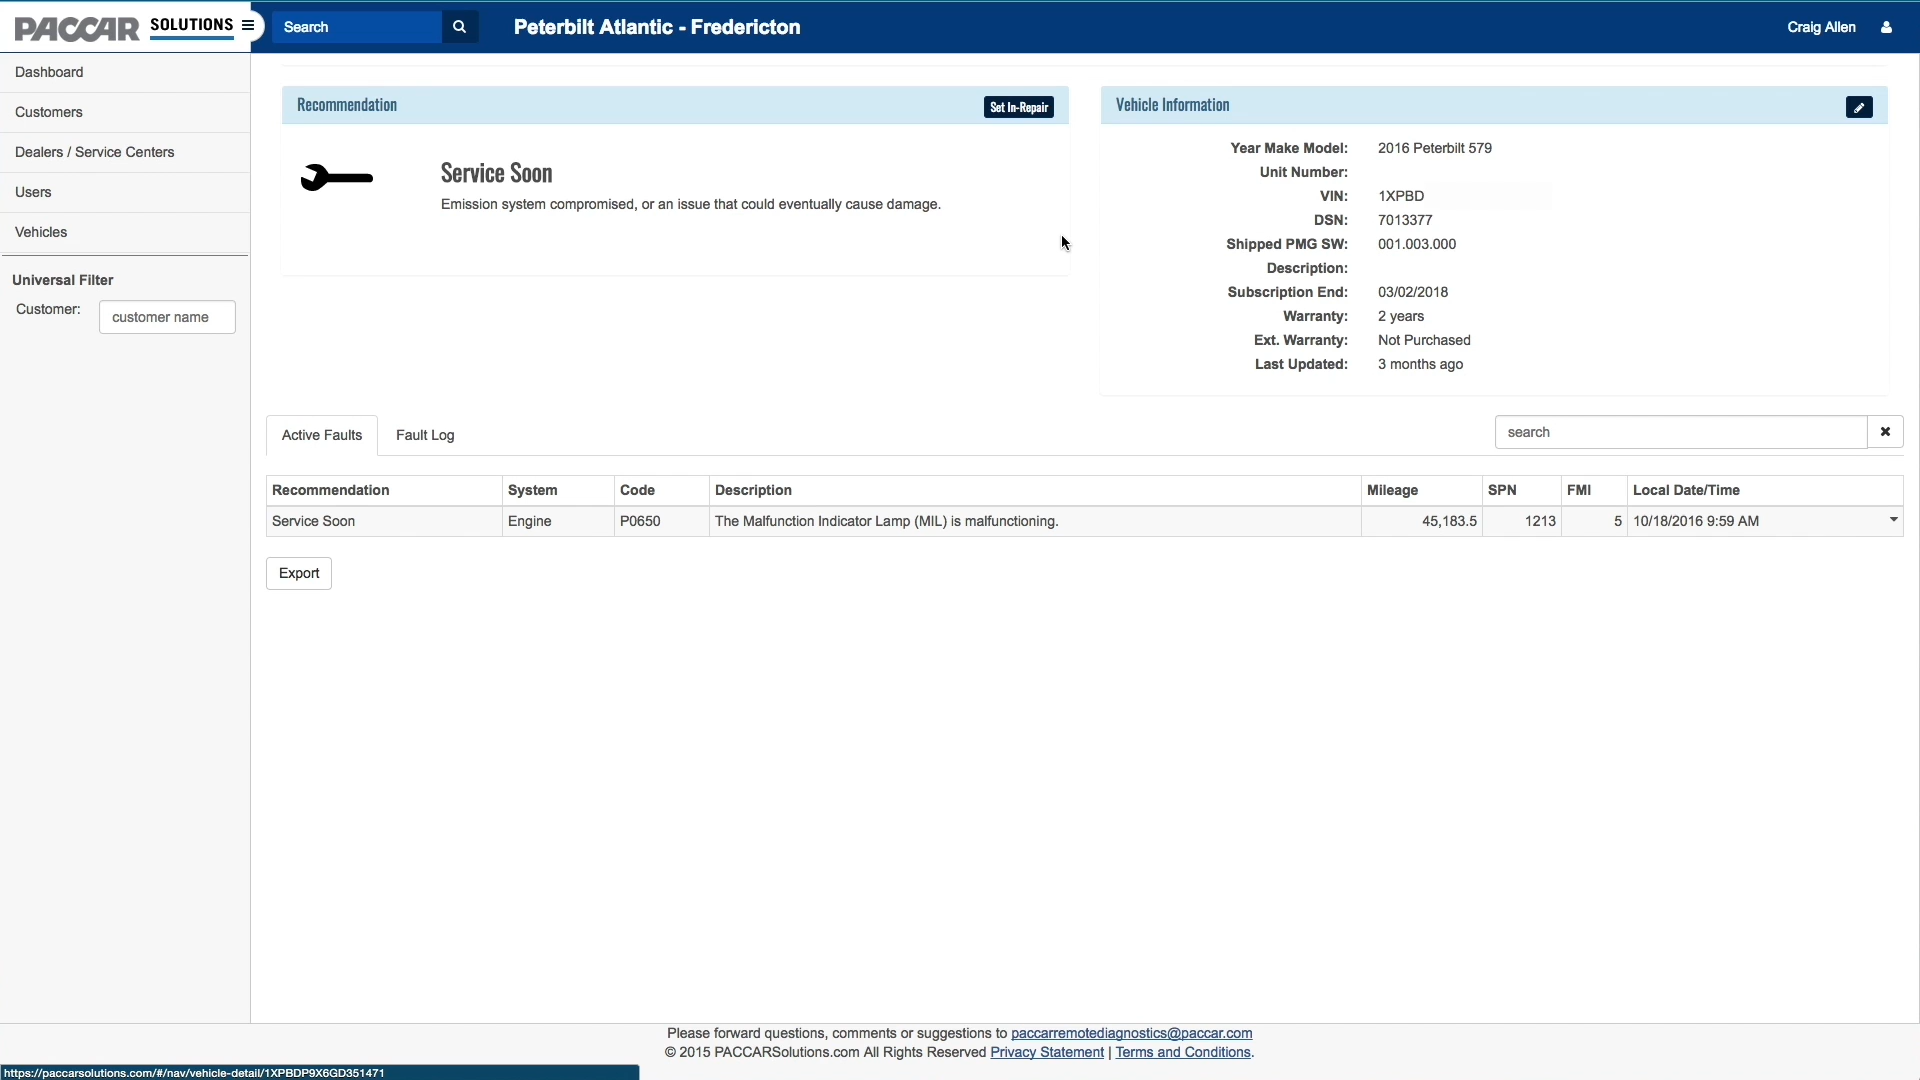 PACCAR SOLUTIONS
Search
Peterbilt Atlantic - Fredericton
Craig Allen
Dashboard
Customers
Dealers / Service Centers
Users
Vehicles
Universal Filter
Customer: customer name
Recommendation
Set In-Repair
Service Soon
Emission system compromised, or an issue that could eventually cause damage.
Vehicle Information
Year Make Model: 2016 Peterbilt 579
Unit Number:
VIN: 1XPBD
DSN: 7013377
Shipped PMG SW: 001.003.000
Description:
Subscription End: 03/02/2018
Warranty: 2 years
Ext. Warranty: Not Purchased
Last Updated: 3 months ago
Active Faults Fault Log
search
Recommendation System Code Description Mileage SPN FMI Local Date/Time
Service Soon Engine P0650 The Malfunction Indicator Lamp (MIL) is malfunctioning. 45,183.5 1213 5 10/18/2016 9:59 AM
Export
Please forward questions, comments or suggestions to paccarremotediagnostics@paccar.com
© 2015 PACCARSolutions.com All Rights Reserved Privacy Statement | Terms and Conditions.
https://paccarsolutions.com/#/nav/vehicle-detail/1XPBDP9X6GD351471